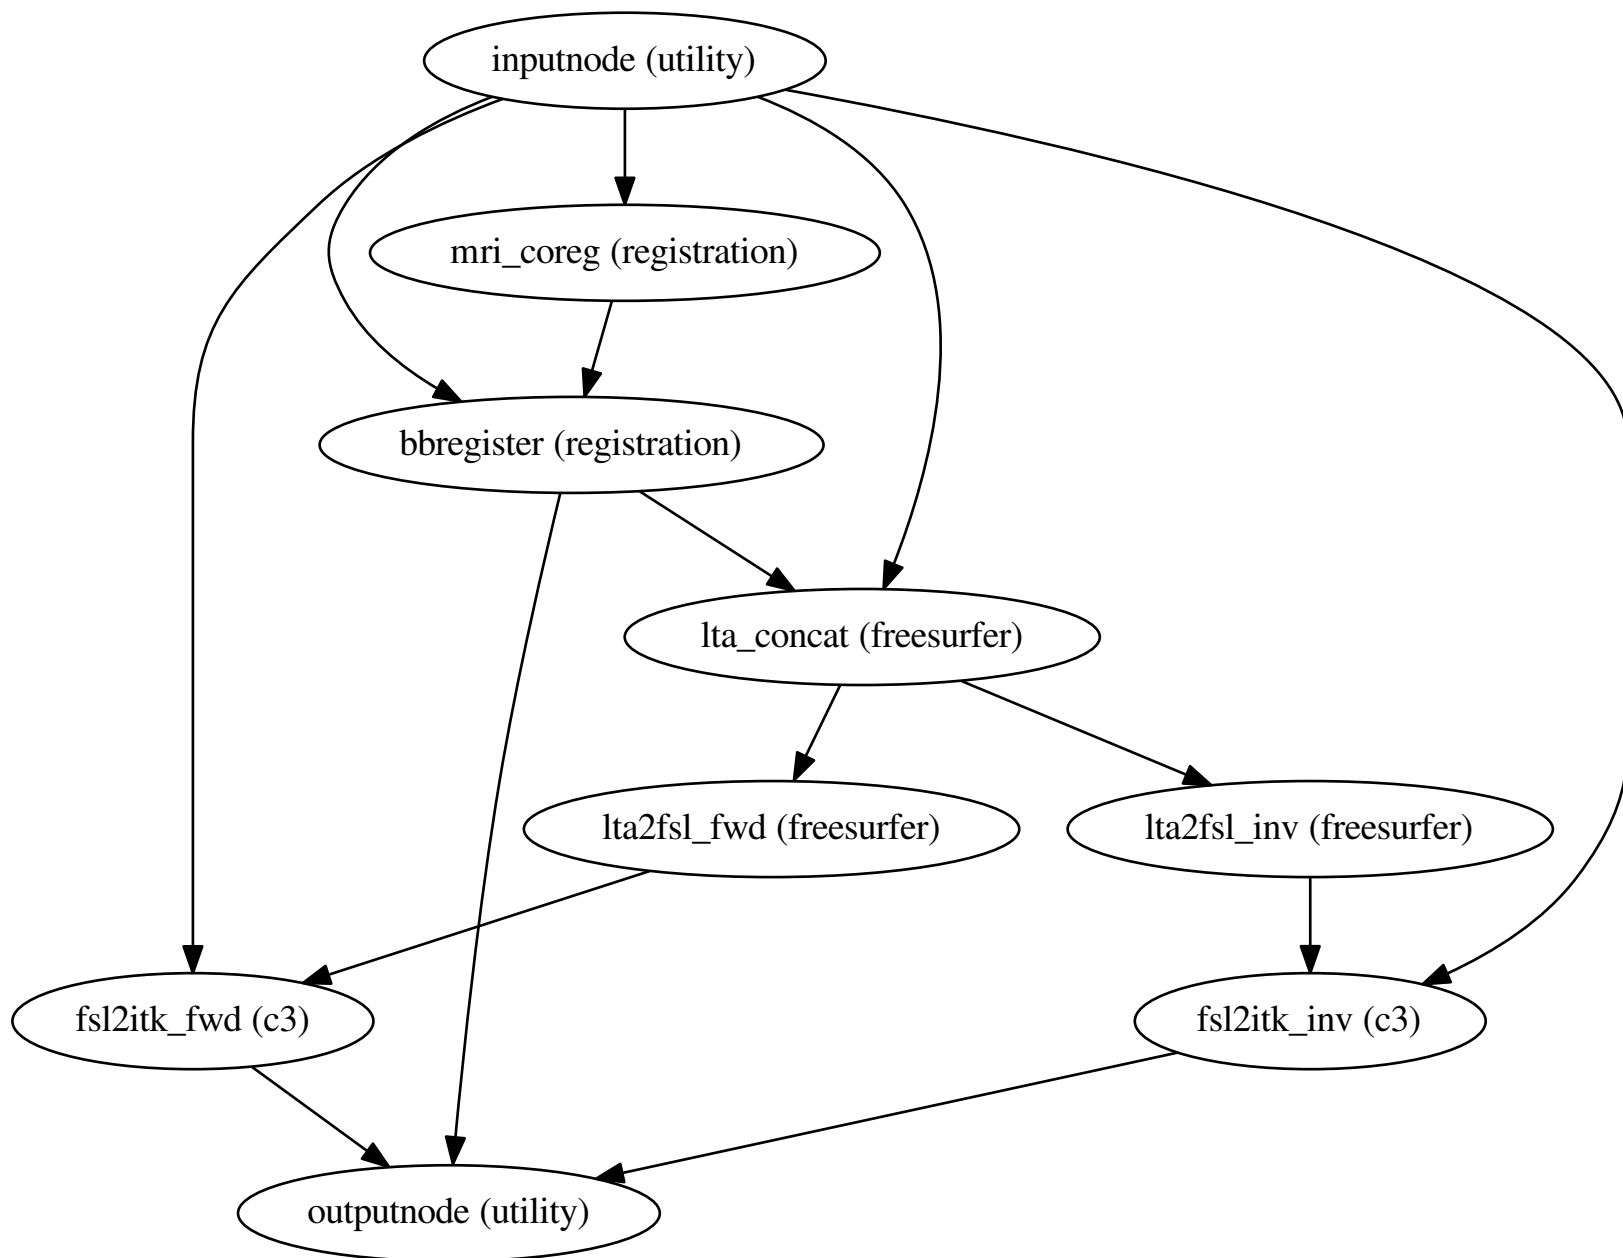 inputnode (utility)
mri_coreg (registration)
bbregister (registration)
lta_concat (freesurfer)
lta2fsl_fwd (freesurfer)
lta2fsl_inv (freesurfer)
fsl2itk_fwd (c3)
fsl2itk_inv (c3)
outputnode (utility)